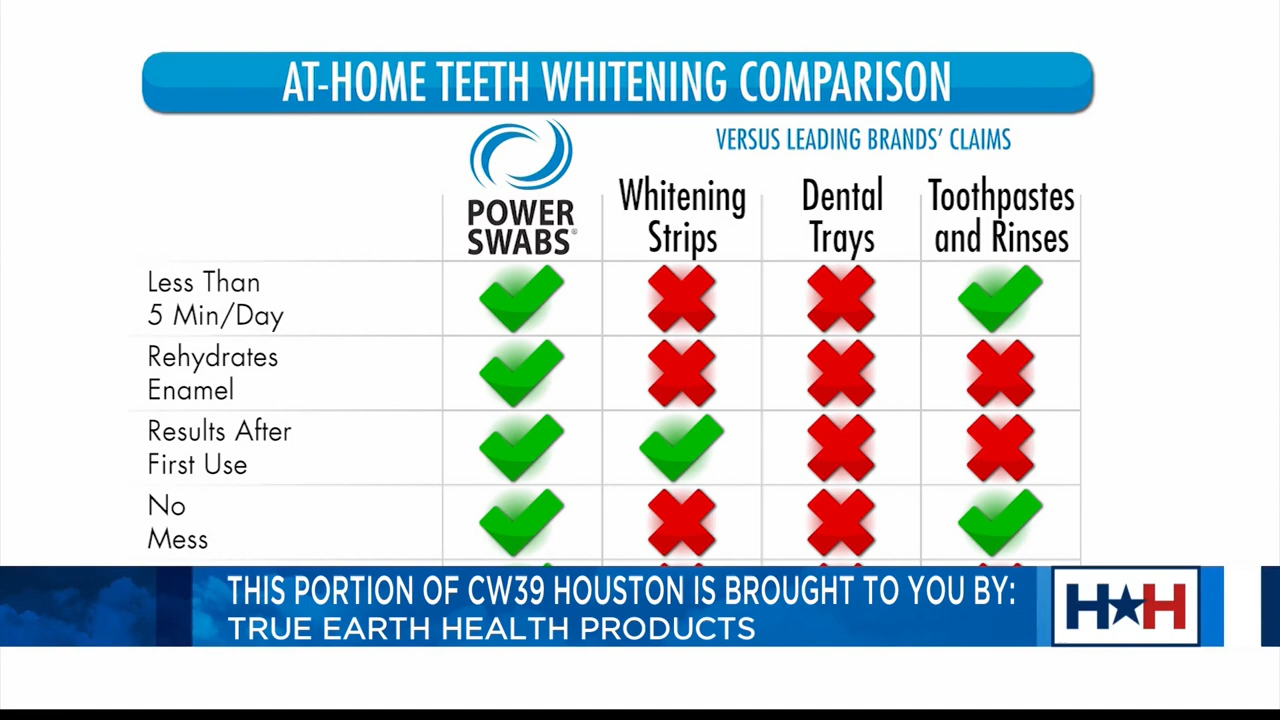 AT-HOME TEETH WHITENING COMPARISON
VERSUS LEADING BRANDS' CLAIMS
POWER
SWABS®
Whitening
Strips
Dental
Trays
Toothpastes
and Rinses
Less Than
5 Min/Day
Rehydrates
Enamel
Results After
First Use
No
Mess
THIS PORTION OF CW39 HOUSTON IS BROUGHT TO YOU BY:
TRUE EARTH HEALTH PRODUCTS
H★H